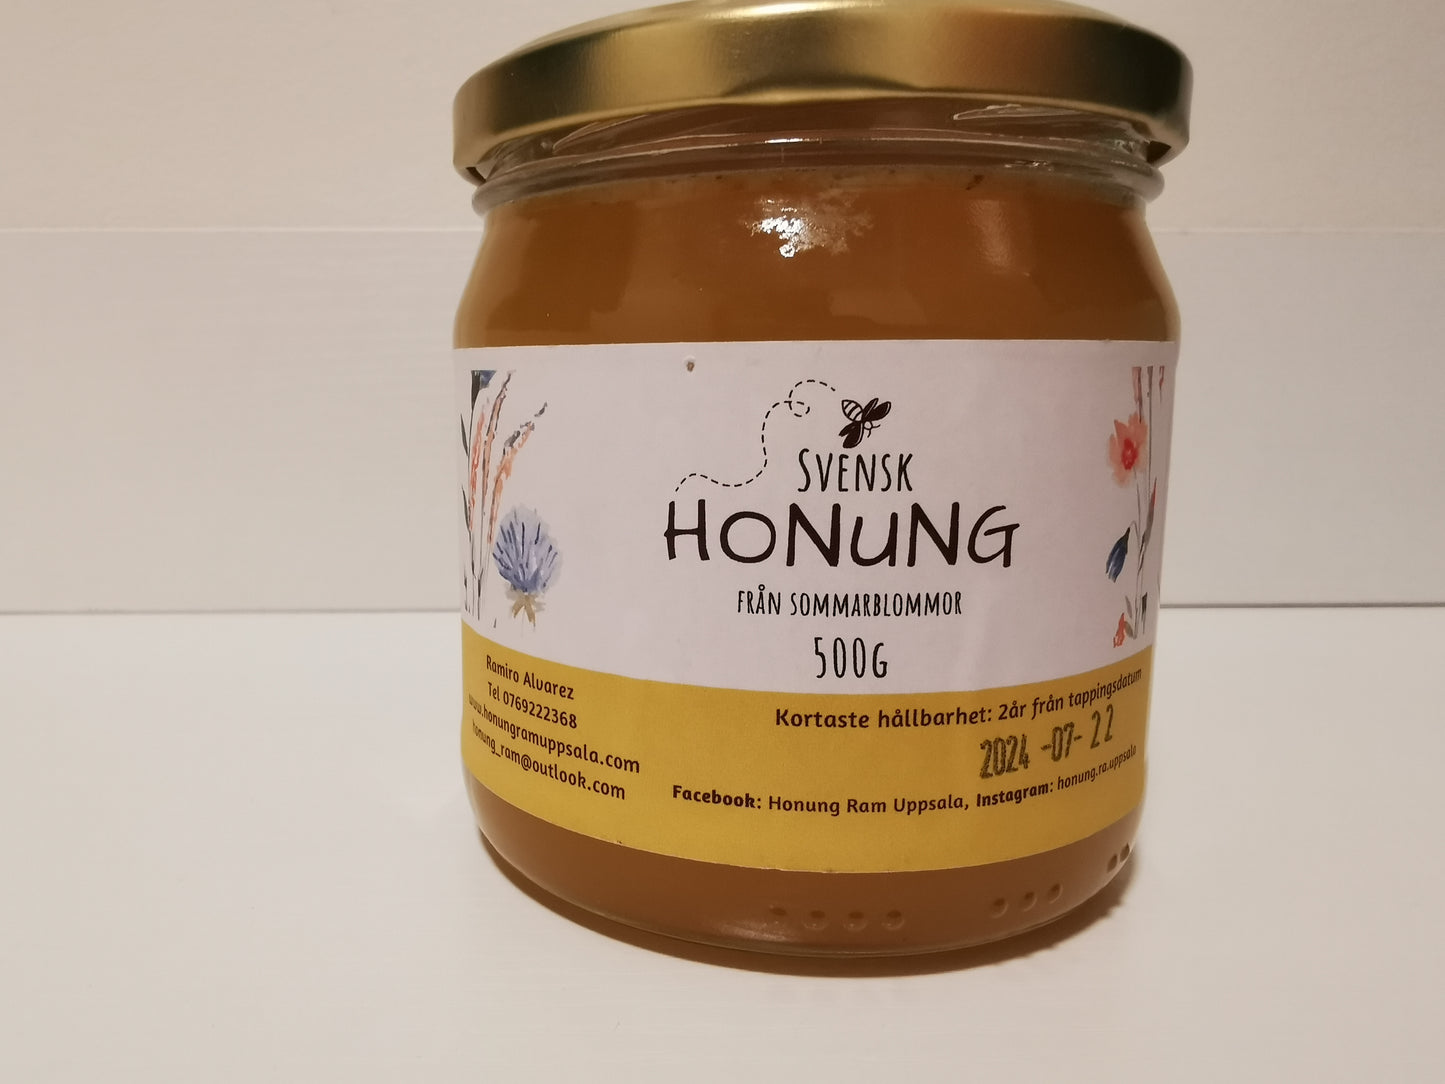 SVENSK
HONUNG
FRÅN SOMMARBLOMMOR
500G
Ramiro Alvarez
Tel 0769222368
www.honungramuppsala.com
honung_ram@outlook.com
Kortaste hållbarhet: 2år från tappingsdatum
2024-07-22
Facebook: Honung Ram Uppsala, Instagram: honung.ra.uppsala